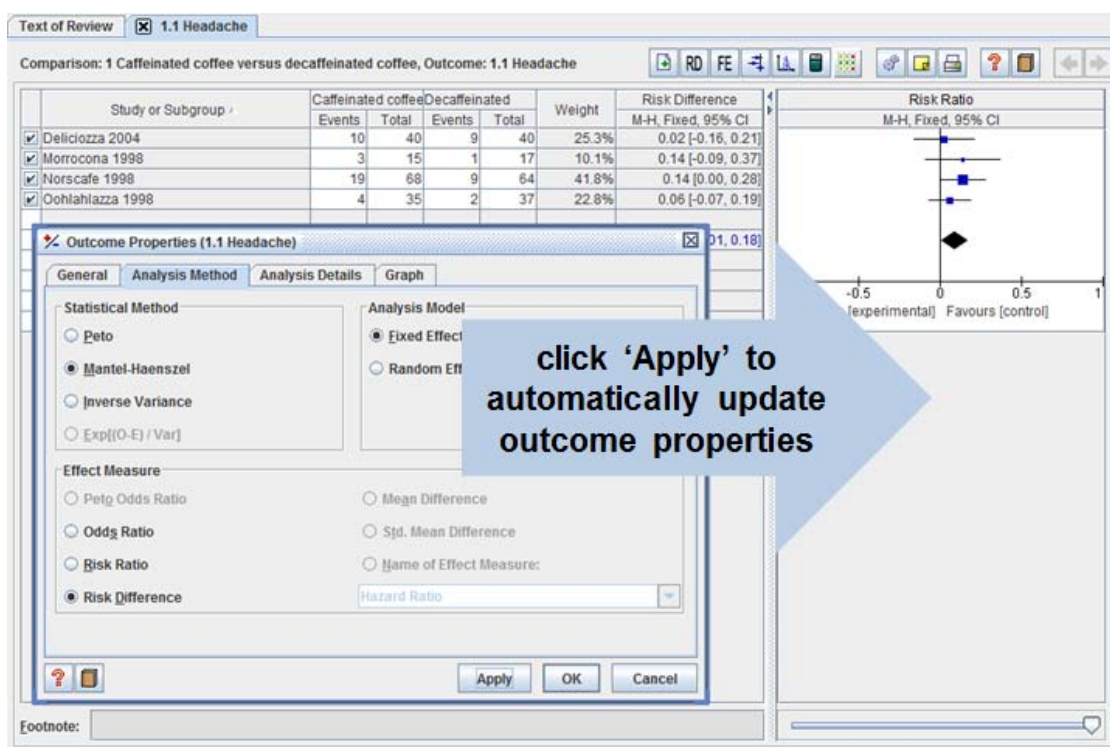 Text of Review 1.1 Headache
Comparison: 1 Caffeinated coffee versus decaffeinated coffee, Outcome: 1.1 Headache RD FE
Study or Subgroup Caffeinated coffee Decaffeinated Weight Risk Difference Risk Ratio
Events Total Events Total M-H, Fixed, 95% CI M-H, Fixed, 95% CI
Deliciozza 2004 10 40 9 40 25.3% 0.02 [-0.16, 0.21]
Morrocona 1998 3 15 1 17 10.1% 0.14 [-0.09, 0.37]
Norscafe 1998 19 68 9 64 41.8% 0.14 [0.00, 0.28]
Oohlahlazza 1998 4 35 2 37 22.8% 0.06 [-0.07, 0.19]
Outcome Properties (1.1 Headache) 0.18]
General Analysis Method Analysis Details Graph
-0.5 0 0.5 1
[experimental] Favours [control]
Statistical Method Analysis Model
Peto Fixed
Mantel-Haenszel Random
Inverse Variance
Exp[(O-E) / Var]
click ‘Apply’ to
automatically update
outcome properties
Effect Measure
Peto Odds Ratio Mean Difference
Odds Ratio Std. Mean Difference
Risk Ratio Name of Effect Measure:
Risk Difference Hazard Ratio
Apply OK Cancel
Footnote: